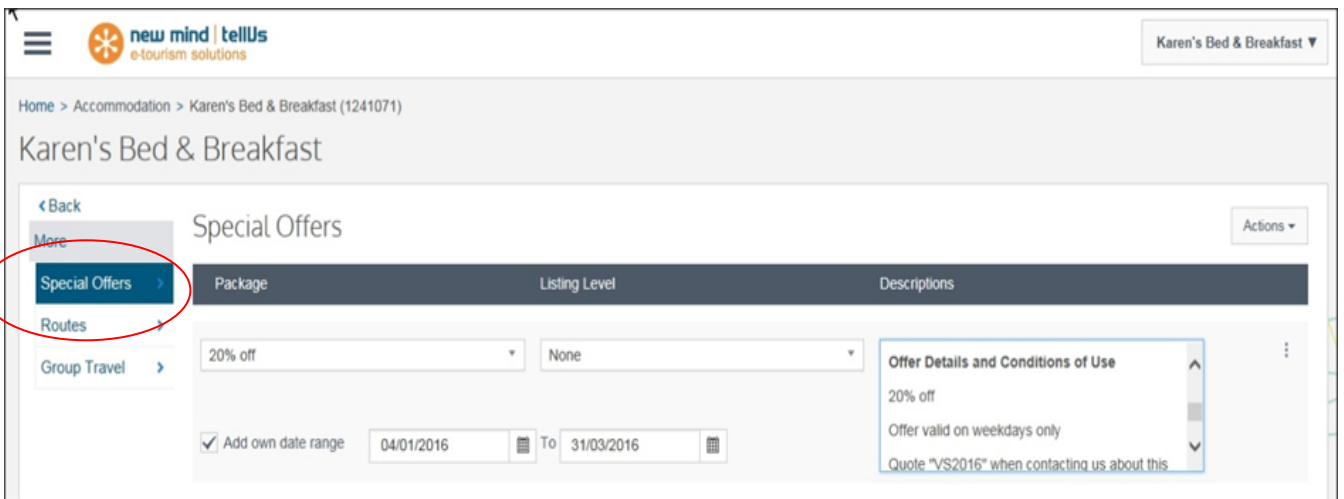 new mind | tellUs
e-tourism solutions
Karen's Bed & Breakfast ▼
Home > Accommodation > Karen's Bed & Breakfast (1241071)
Karen's Bed & Breakfast
Back
More
Special Offers
Routes
Group Travel
Special Offers
Actions
Package Listing Level Descriptions
20% off None
Offer Details and Conditions of Use
20% off
Offer valid on weekdays only
Quote "VS2016" when contacting us about this
Add own date range 04/01/2016 To 31/03/2016